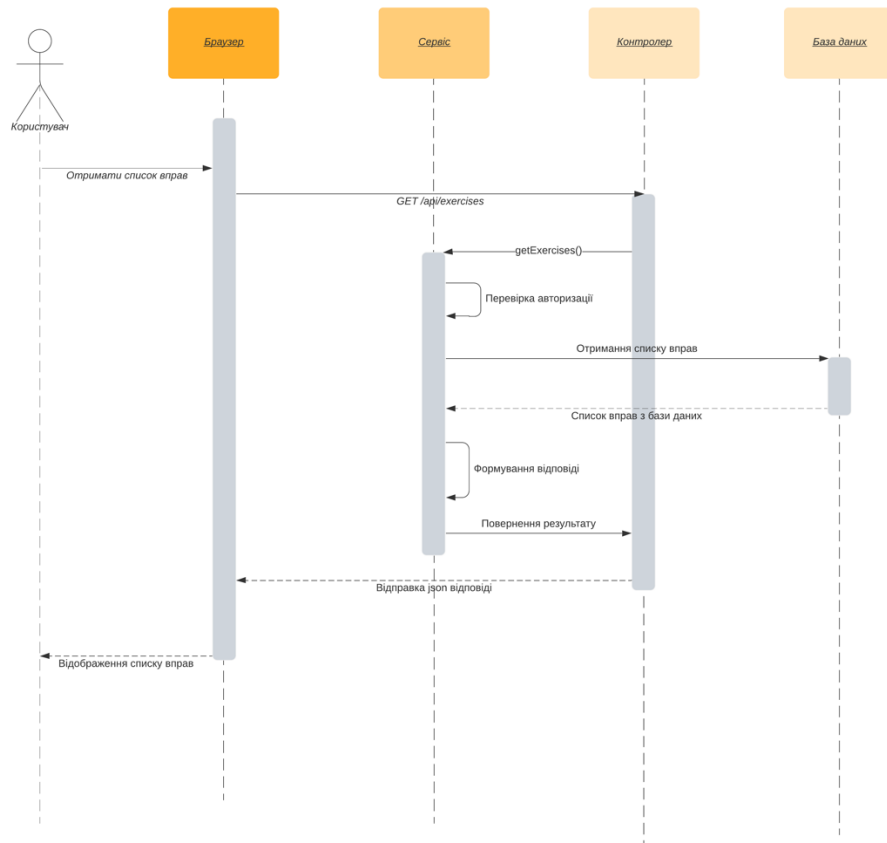 Браузер
Сервіс
Контролер
База даних
Користувач
Отримати список вправ
GET /api/exercises
getExercises()
Перевірка авторизації
Отримання списку вправ
Список вправ з бази даних
Формування відповіді
Повернення результату
Відправка json відповіді
Відображення списку вправ